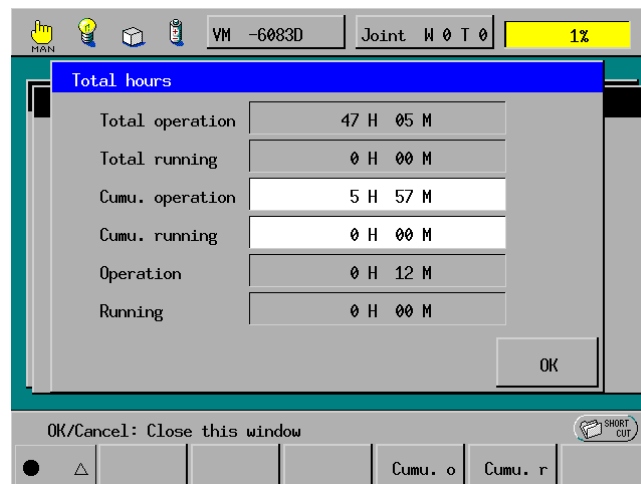 MAN
VM -6083D
Joint W 0 T 0
1%
Total hours
Total operation 47 H 05 M
Total running 0 H 00 M
Cumu. operation 5 H 57 M
Cumu. running 0 H 00 M
Operation 0 H 12 M
Running 0 H 00 M
OK
OK/Cancel: Close this window
SHORT
CUT
Cumu. o
Cumu. r